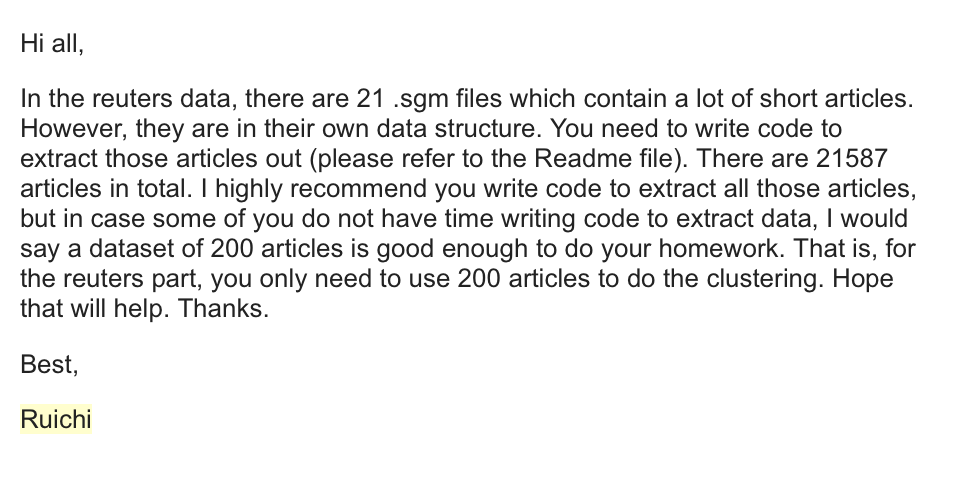 Hi all,
In the reuters data, there are 21 .sgm files which contain a lot of short articles.
However, they are in their own data structure. You need to write code to
extract those articles out (please refer to the Readme file). There are 21587
articles in total. I highly recommend you write code to extract all those articles,
but in case some of you do not have time writing code to extract data, I would
say a dataset of 200 articles is good enough to do your homework. That is, for
the reuters part, you only need to use 200 articles to do the clustering. Hope
that will help. Thanks.
Best,
Ruichi